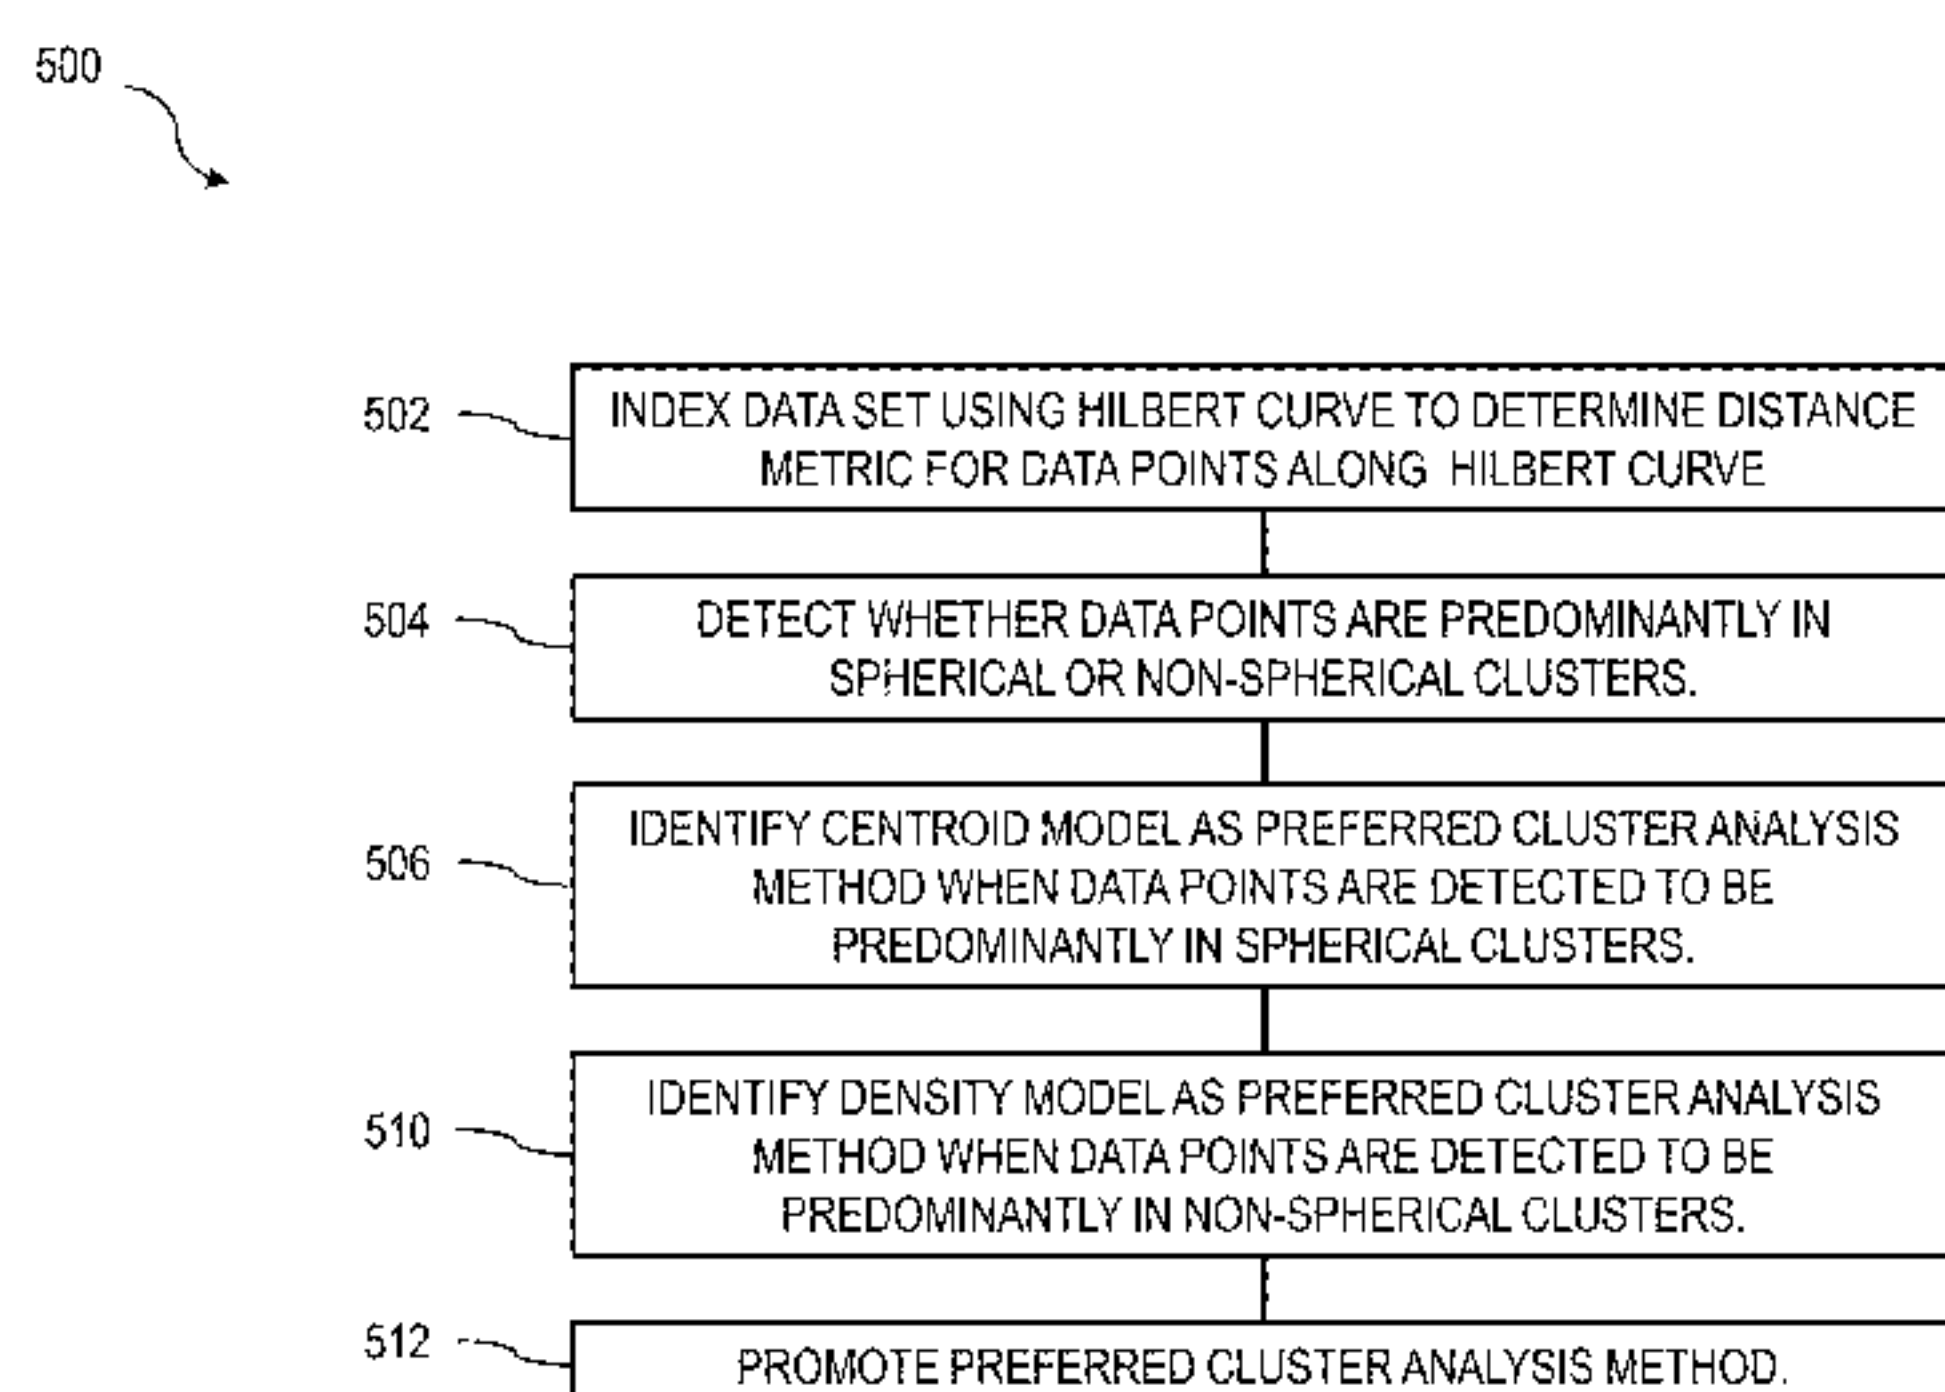 500
502
INDEX DATA SET USING HILBERT CURVE TO DETERMINE DISTANCE
METRIC FOR DATA POINTS ALONG HILBERT CURVE
504
DETECT WHETHER DATA POINTS ARE PREDOMINANTLY IN
SPHERICAL OR NON-SPHERICAL CLUSTERS.
506
IDENTIFY CENTROID MODEL AS PREFERRED CLUSTER ANALYSIS
METHOD WHEN DATA POINTS ARE DETECTED TO BE
PREDOMINANTLY IN SPHERICAL CLUSTERS.
510
IDENTIFY DENSITY MODEL AS PREFERRED CLUSTER ANALYSIS
METHOD WHEN DATA POINTS ARE DETECTED TO BE
PREDOMINANTLY IN NON-SPHERICAL CLUSTERS.
512
PROMOTE PREFERRED CLUSTER ANALYSIS METHOD.